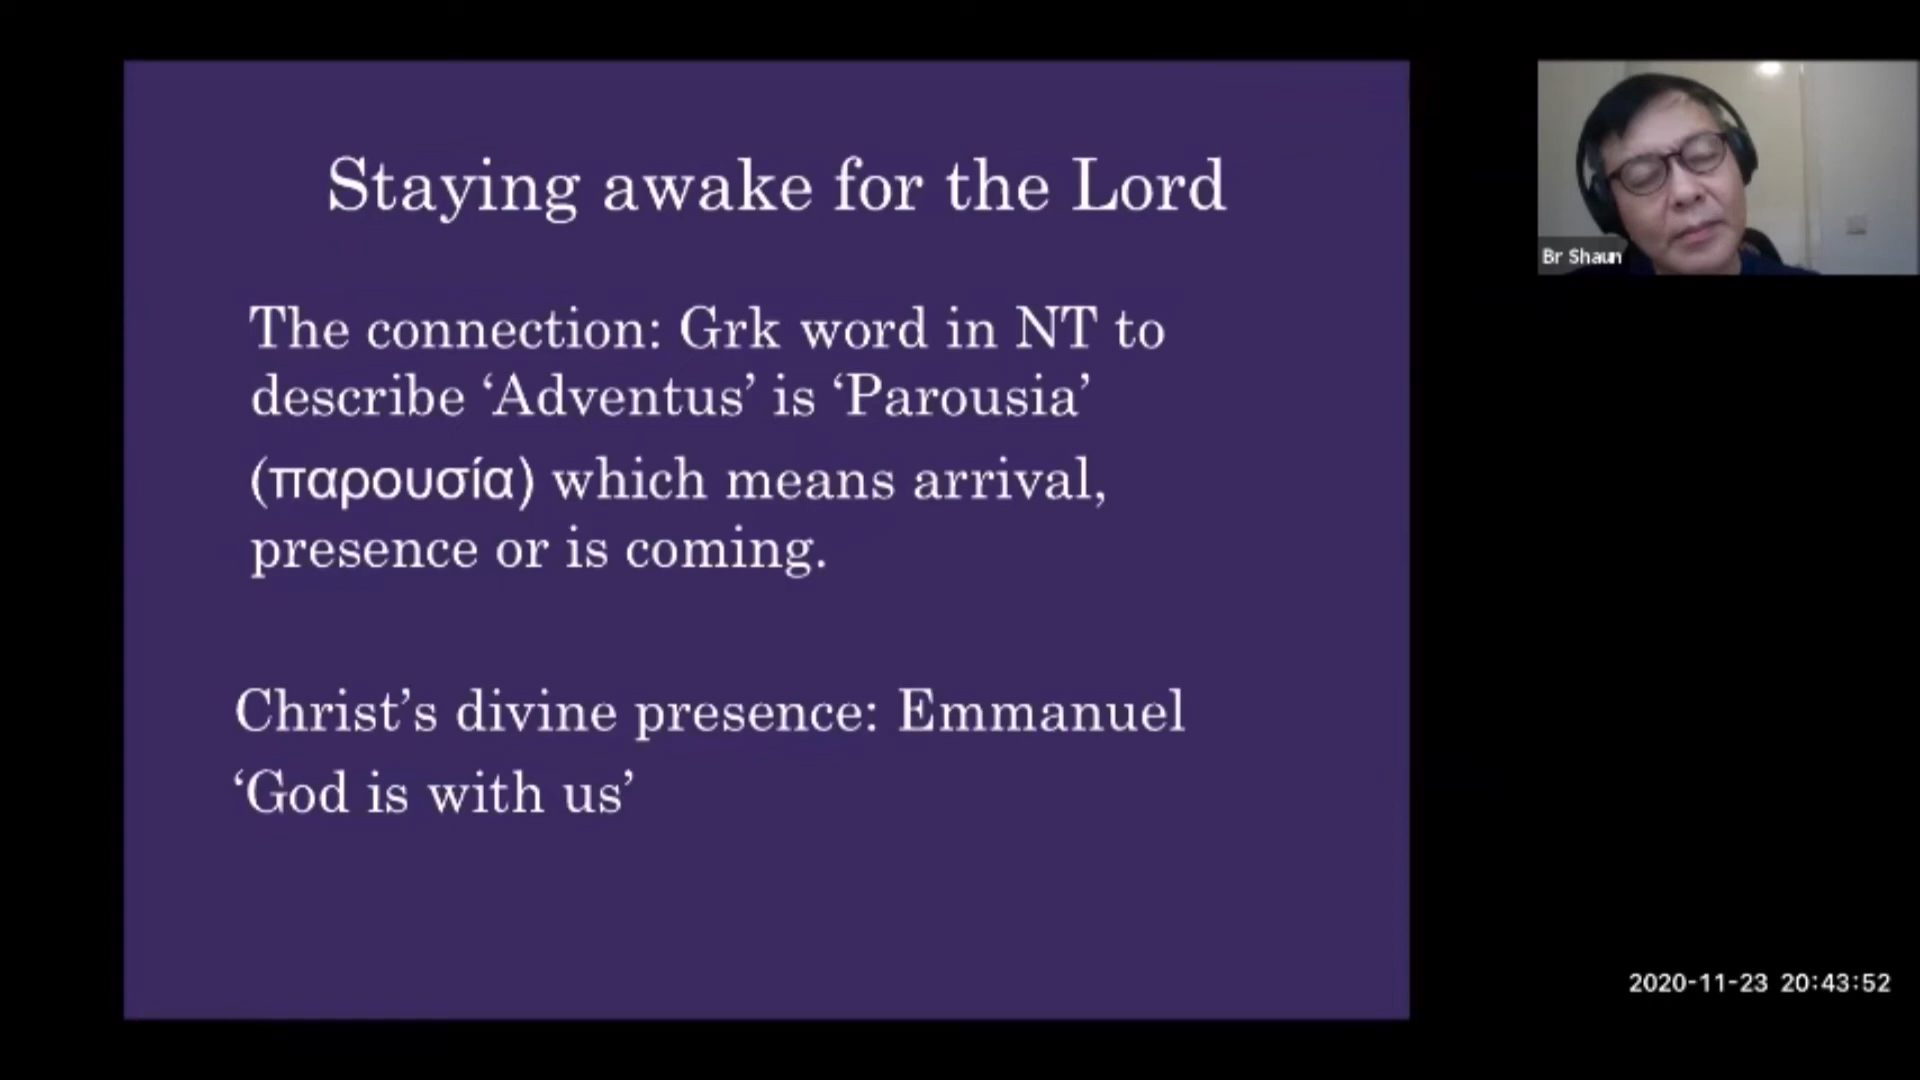 Staying awake for the Lord
The connection: Grk word in NT to
describe ‘Adventus’ is ‘Parousia’
(παρουσία) which means arrival,
presence or is coming.
Christ’s divine presence: Emmanuel
‘God is with us’
Br Shaun
2020-11-23 20:43:52